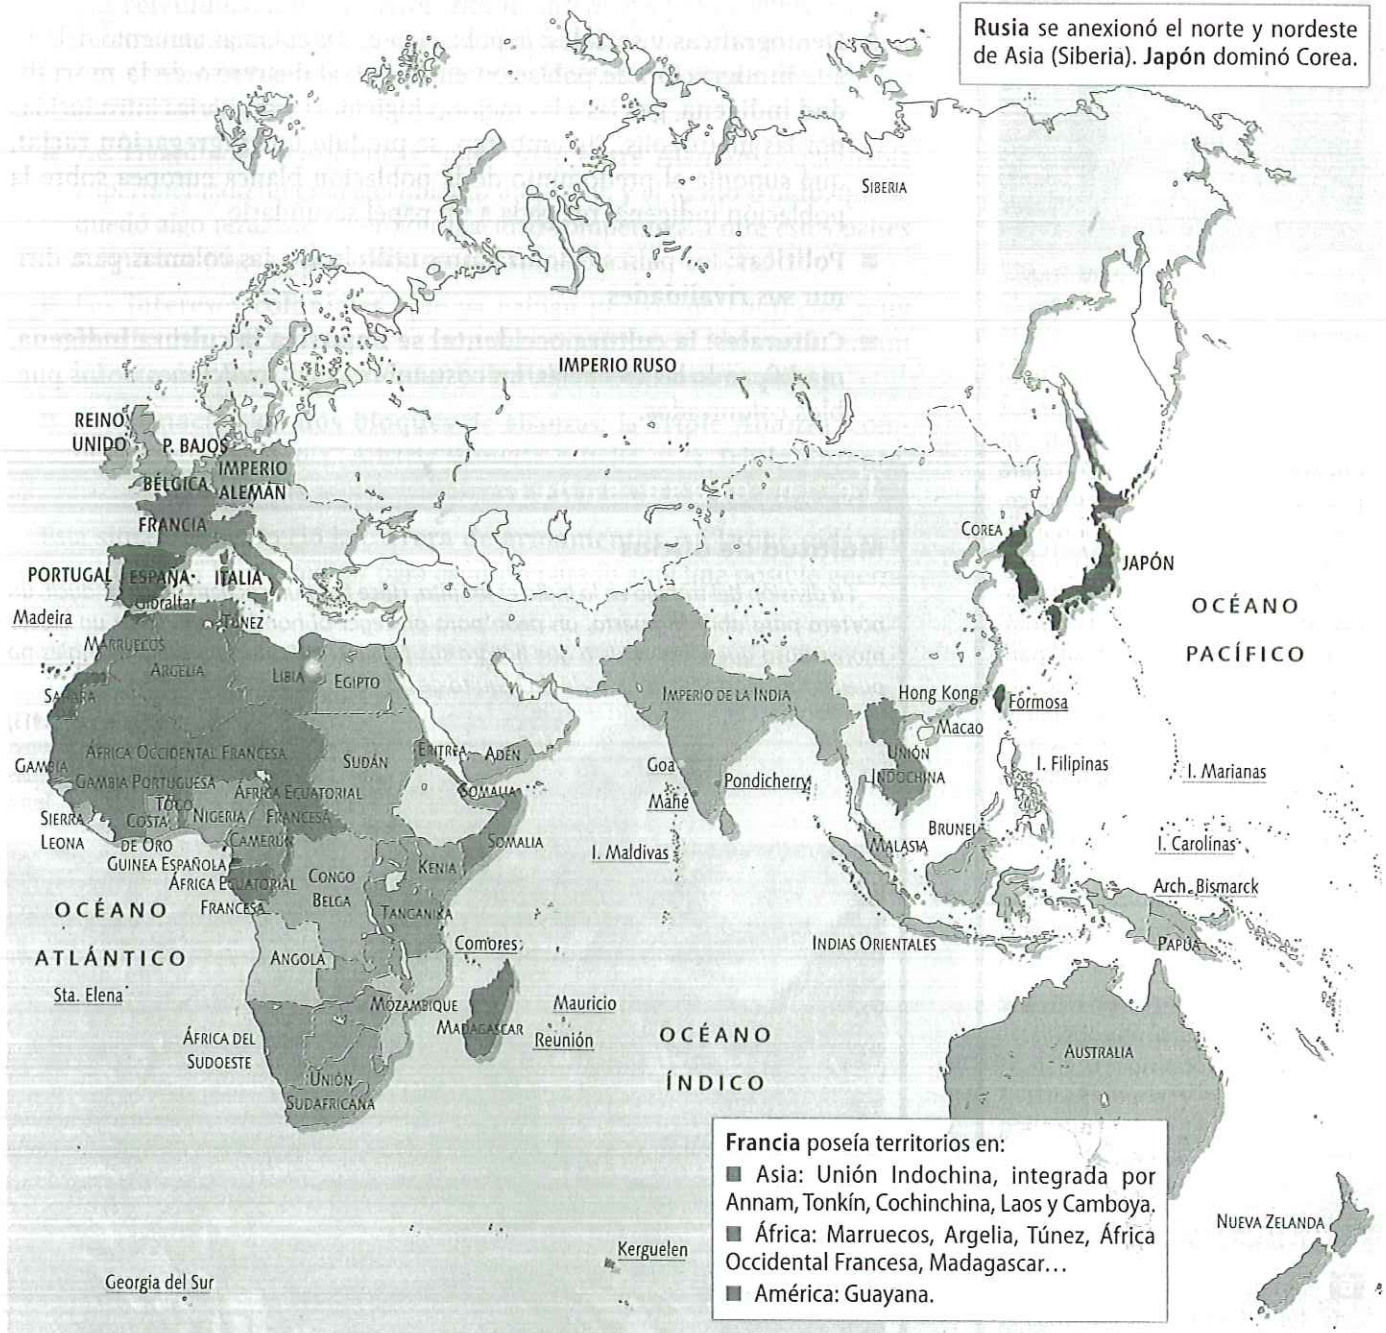 Rusia se anexionó el norte y nordeste
de Asia (Siberia). Japón dominó Corea.
SIBERIA
IMPERIO RUSO
REINO
UNIDO
P. BAJOS
IMPERIO
ALEMÁN
BÉLGICA
FRANCIA
PORTUGAL
ESPAÑA
ITALIA
Gibraltar
Madeira
TÚNEZ
MARRUECOS
ARGELIA
LIBIA
EGIPTO
SAHARA
COREA
JAPÓN
OCÉANO
PACÍFICO
IMPERIO DE LA INDIA
Hong Kong
Formosa
Macao
ÁFRICA OCCIDENTAL FRANCESA
SUDÁN
ERITREA
ADÉN
GAMBIA
GAMBIA PORTUGUESA
ÁFRICA ECUATORIAL
FRANCESA
SOMALIA
Goa
Pondicherry
Mahé
UNIÓN
INDOCHINA
I. Filipinas
I. Marianas
TOGO
SIERRA
LEONA
COSTA
DE ORO
NIGERIA
CAMERÚN
SOMALIA
I. Maldivas
BRUNEI
MALASIA
I. Carolinas
GUINEA ESPAÑOLA
ÁFRICA ECUATORIAL
FRANCESA
CONGO
BELGA
KENIA
TANGANIKA
Arch. Bismarck
OCÉANO
ATLÁNTICO
Comores
INDIAS ORIENTALES
PAPÚA
ANGOLA
Sta. Elena
MOZAMBIQUE
MADAGASCAR
Mauricio
Reunión
OCÉANO
ÍNDICO
ÁFRICA DEL
SUDOESTE
UNIÓN
SUDAFRICANA
AUSTRALIA
Francia poseía territorios en:
■ Asia: Unión Indochina, integrada por
Annam, Tonkín, Cochinchina, Laos y Camboya.
■ África: Marruecos, Argelia, Túnez, África
Occidental Francesa, Madagascar...
■ América: Guayana.
NUEVA ZELANDA
Kerguelen
Georgia del Sur